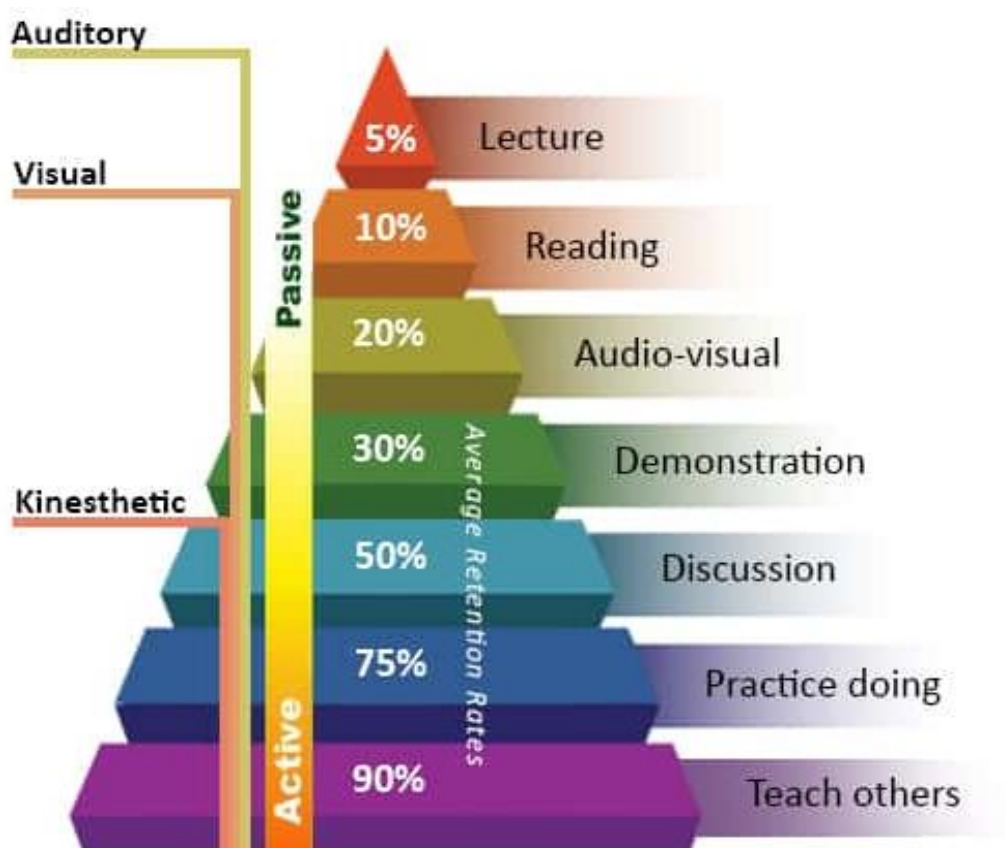 Auditory
5%
Lecture
Visual
10%
Reading
Passive
20%
Audio-visual
30%
Demonstration
Average Retention Rates
Kinesthetic
50%
Discussion
75%
Practice doing
Active
90%
Teach others